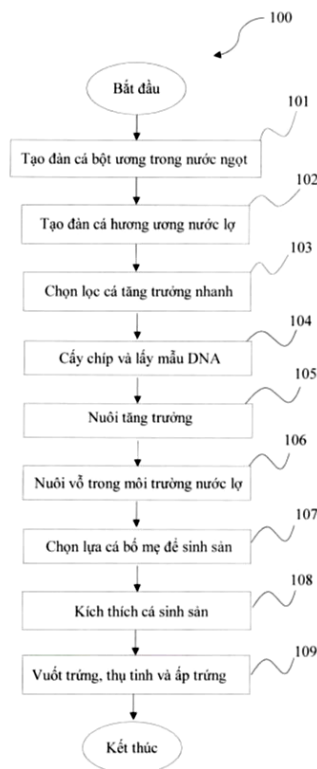 100
Bắt đầu
101
Tạo đàn cá bột ương trong nước ngọt
102
Tạo đàn cá hương ương nước lợ
103
Chọn lọc cá tăng trưởng nhanh
104
Cấy chíp và lấy mẫu DNA
105
Nuôi tăng trưởng
106
Nuôi vỗ trong môi trường nước lợ
107
Chọn lựa cá bố mẹ để sinh sản
108
Kích thích cá sinh sản
109
Vuốt trứng, thụ tinh và ấp trứng
Kết thúc